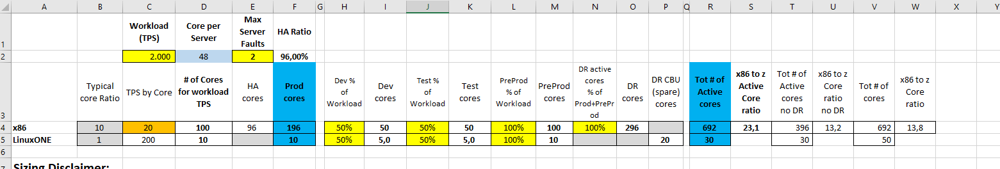 A B C D E F G H I J K L M N O P Q R S T U V W X Y
1 Workload (TPS) Core per Server Max Server Faults HA Ratio
2 2.000 48 2 96,00%
3 Typical core Ratio TPS by Core # of Cores for workload TPS HA cores Prod cores Dev % of Workload Dev cores Test % of Workload Test cores PreProd % of Workload PreProd cores DR active cores % of Prod+PrePr od DR cores DR CBU (spare) cores Tot # of Active cores x86 to z Active Core ratio Tot # of Active cores no DR x86 to z Core ratio no DR Tot # of cores x86 to z Core ratio
4 x86 10 20 100 96 196 50% 50 50% 50 100% 100 100% 296 692 23,1 396 13,2 692 13,8
5 LinuxONE 1 200 10 10 50% 5,0 50% 5,0 100% 10 20 30 30 50
6
7 Sizing Disclaimer: